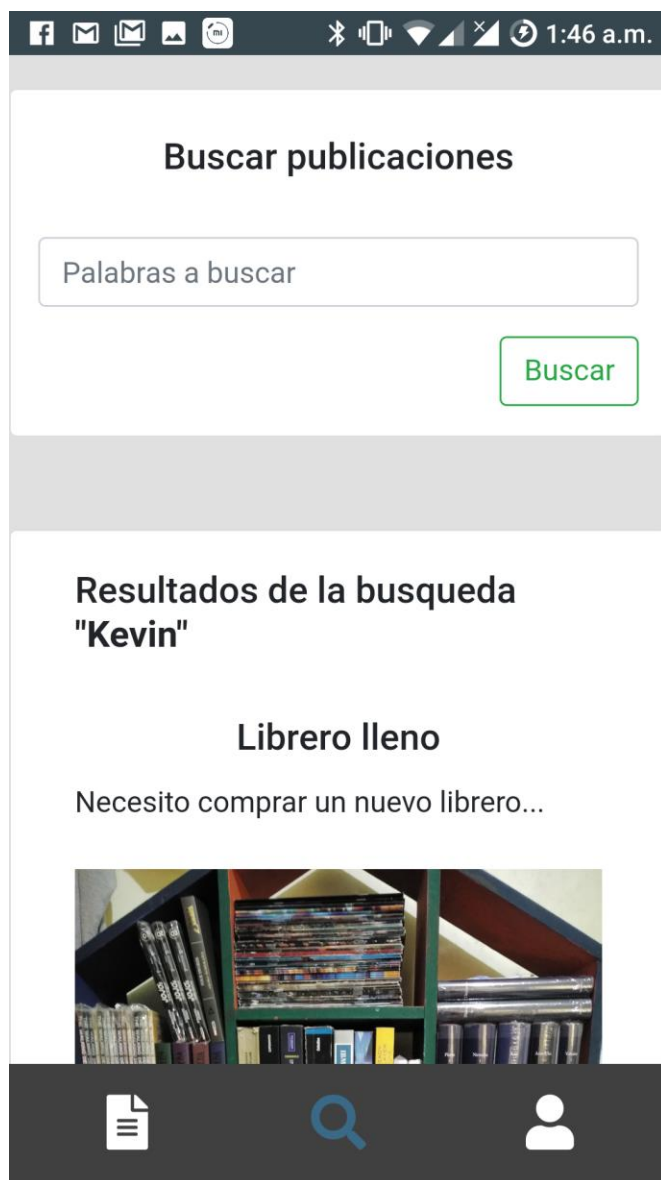 1:46 a.m.
Buscar publicaciones
Palabras a buscar
Buscar
Resultados de la busqueda
"Kevin"
Librero lleno
Necesito comprar un nuevo librero...